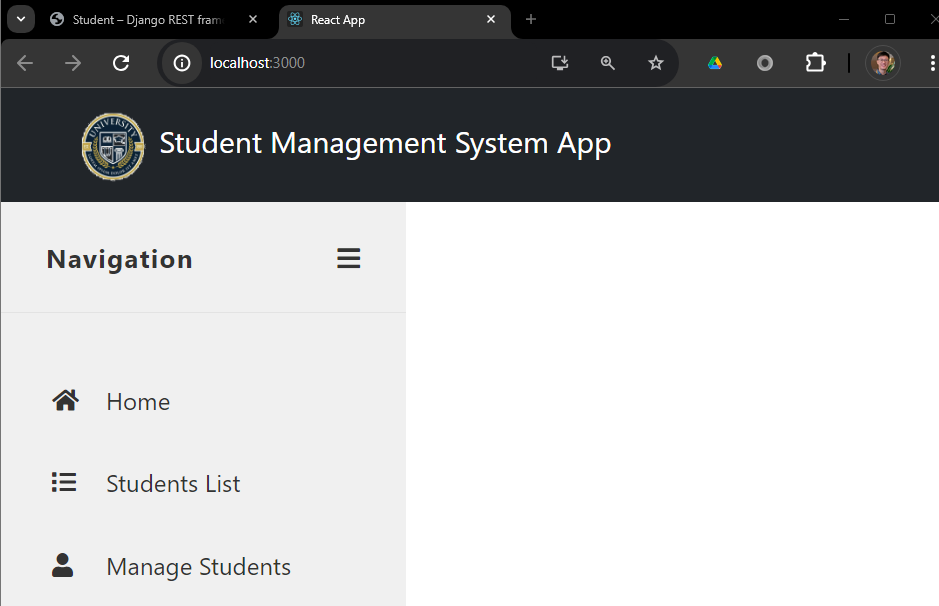 Student – Django REST fram
React App
localhost:3000
UNIVERSITY
Student Management System App
Navigation
Home
Students List
Manage Students